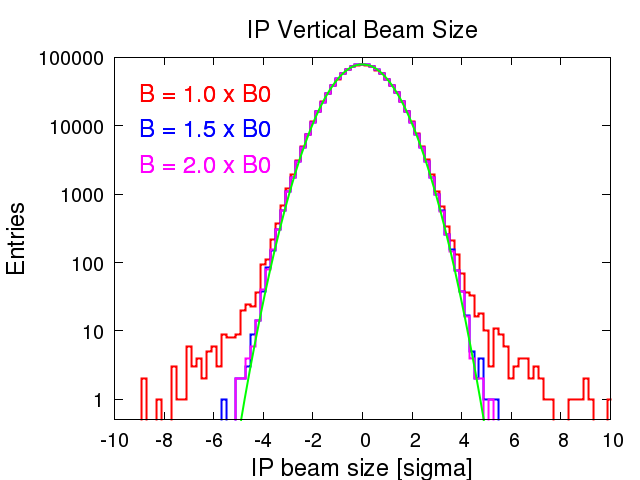 IP Vertical Beam Size
100000
10000
1000
100
10
1
B = 1.0 x B0
B = 1.5 x B0
B = 2.0 x B0
Entries
-10 -8 -6 -4 -2 0 2 4 6 8 10
IP beam size [sigma]